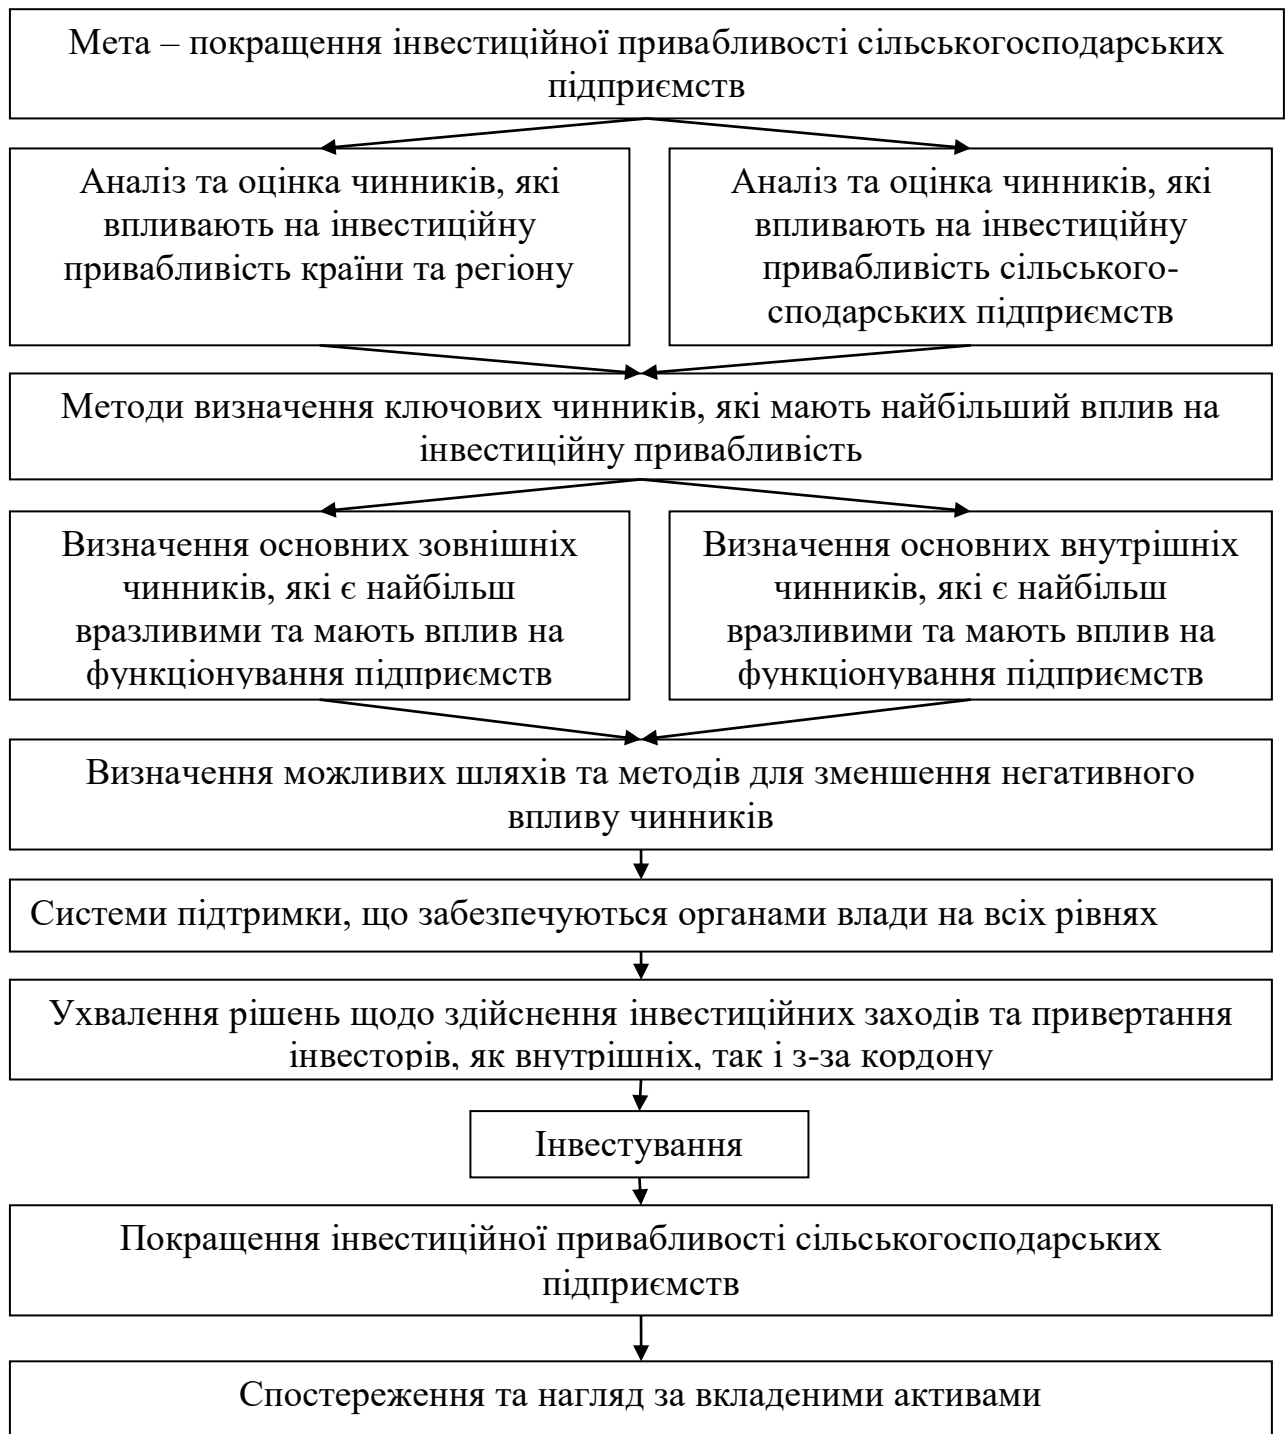 Мета – покращення інвестиційної привабливості сільськогосподарських
підприємств
Аналіз та оцінка чинників, які
впливають на інвестиційну
привабливість країни та регіону
Аналіз та оцінка чинників, які
впливають на інвестиційну
привабливість сільського-
сподарських підприємств
Методи визначення ключових чинників, які мають найбільший вплив на
інвестиційну привабливість
Визначення основних зовнішніх
чинників, які є найбільш
вразливими та мають вплив на
функціонування підприємств
Визначення основних внутрішніх
чинників, які є найбільш
вразливими та мають вплив на
функціонування підприємств
Визначення можливих шляхів та методів для зменшення негативного
впливу чинників
Системи підтримки, що забезпечуються органами влади на всіх рівнях
Ухвалення рішень щодо здійснення інвестиційних заходів та привертання
інвесторів, як внутрішніх, так і з-за кордону
Інвестування
Покращення інвестиційної привабливості сільськогосподарських
підприємств
Спостереження та нагляд за вкладеними активами